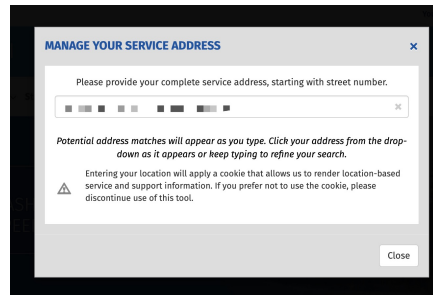 MANAGE YOUR SERVICE ADDRESS ×
Please provide your complete service address, starting with street number.
Potential address matches will appear as you type. Click your address from the drop-
down as it appears or keep typing to refine your search.
Entering your location will apply a cookie that allows us to render location-based
service and support information. If you prefer not to use the cookie, please
discontinue use of this tool.
Close